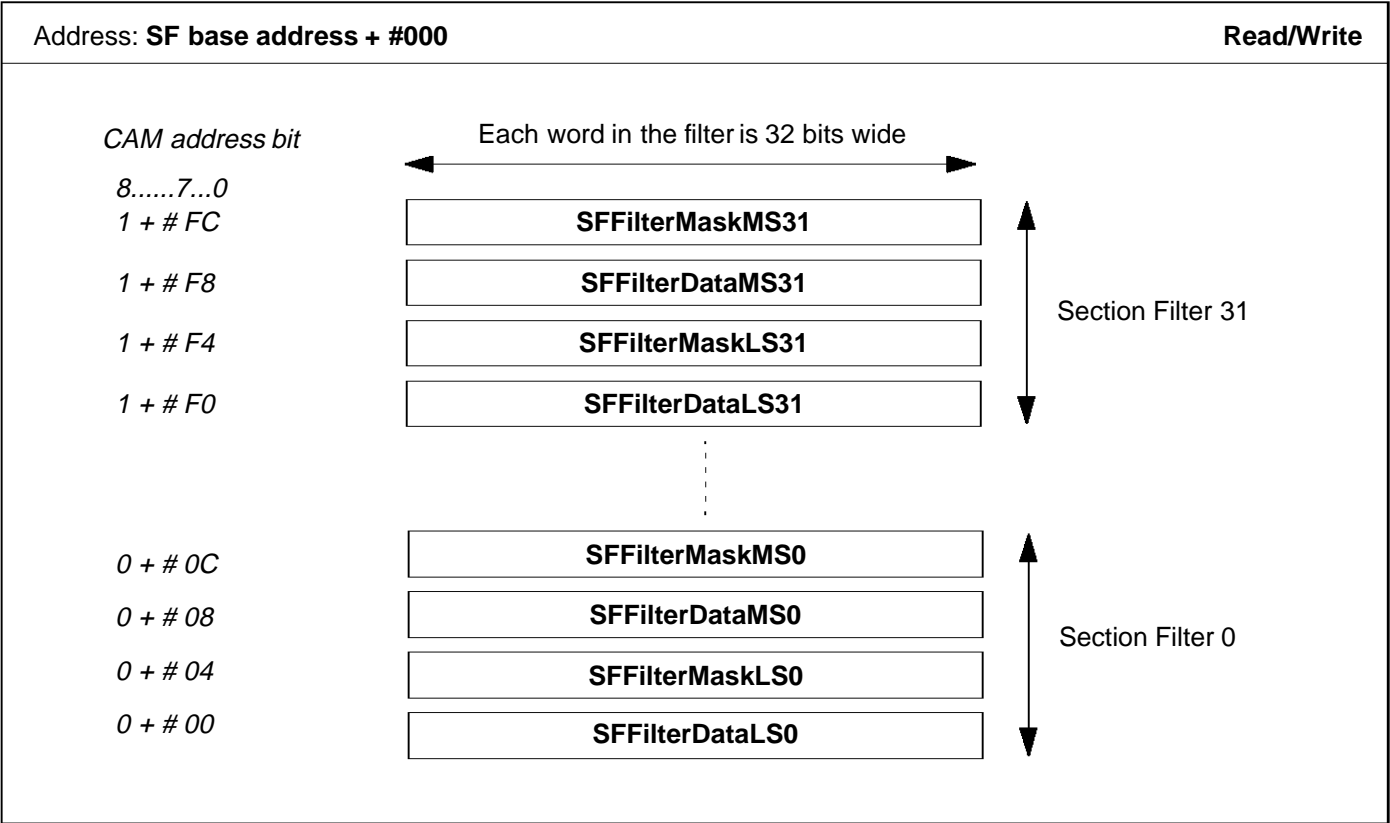 Address: SF base address + #000 Read/Write
CAM address bit
Each word in the filter is 32 bits wide
8......7...0
1 + # FC SFFilterMaskMS31
1 + # F8 SFFilterDataMS31
Section Filter 31
1 + # F4 SFFilterMaskLS31
1 + # F0 SFFilterDataLS31
0 + # 0C SFFilterMaskMS0
0 + # 08 SFFilterDataMS0
Section Filter 0
0 + # 04 SFFilterMaskLS0
0 + # 00 SFFilterDataLS0